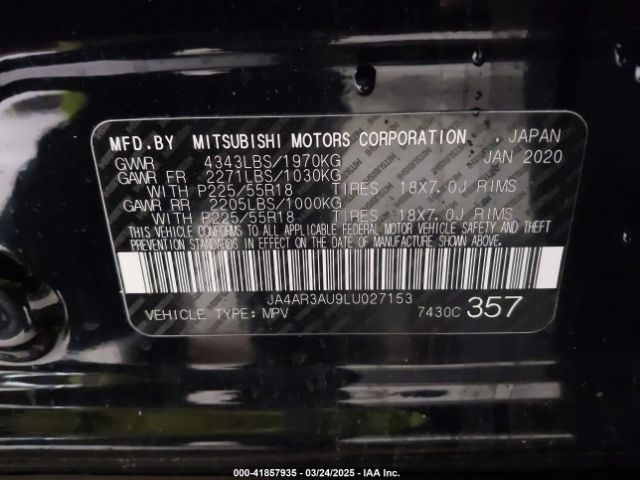 MFD.BY MITSUBISHI MOTORS CORPORATION, JAPAN
GVWR 4343LBS/1970KG JAN 2020
GAWR FR 2271LBS/1030KG
WITH P225/55R18 TIRES 18X7.0J RIMS
GAWR RR 2205LBS/1000KG
WITH P225/55R18 TIRES 18X7.0J RIMS
THIS VEHICLE CONFORMS TO ALL APPLICABLE FEDERAL MOTOR VEHICLE SAFETY AND THEFT
PREVENTION STANDARDS IN EFFECT ON THE DATE OF MANUFACTURE SHOWN ABOVE.
JA4AR3AU9LU027153
VEHICLE TYPE: MPV 7430C 357
000-41857935 - 03/24/2025 - IAA Inc.